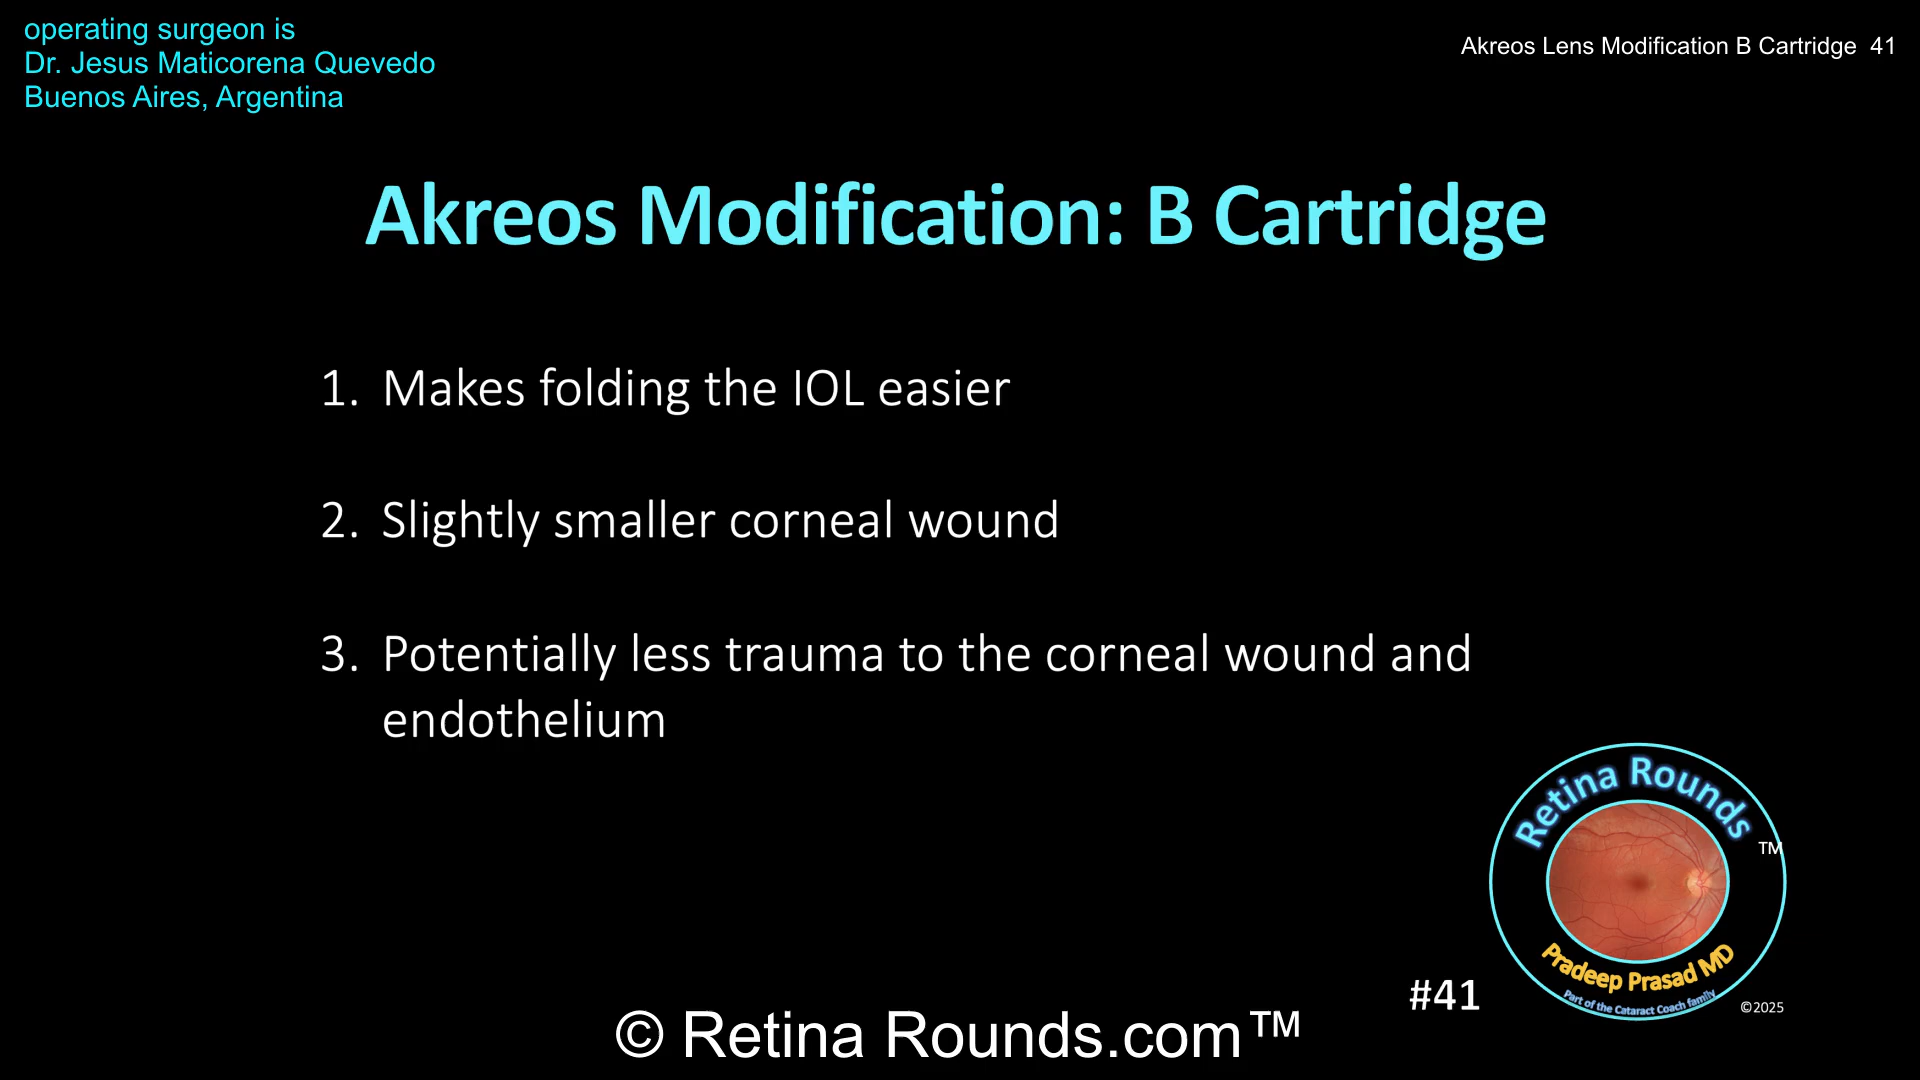 operating surgeon is
Dr. Jesus Maticorena Quevedo
Buenos Aires, Argentina
Akreos Lens Modification B Cartridge 41
Akreos Modification: B Cartridge
1. Makes folding the IOL easier
2. Slightly smaller corneal wound
3. Potentially less trauma to the corneal wound and
endothelium
Retina Rounds
TM
Pradeep Prasad MD
Part of the Cataract Coach family
#41
©2025
© Retina Rounds.com™